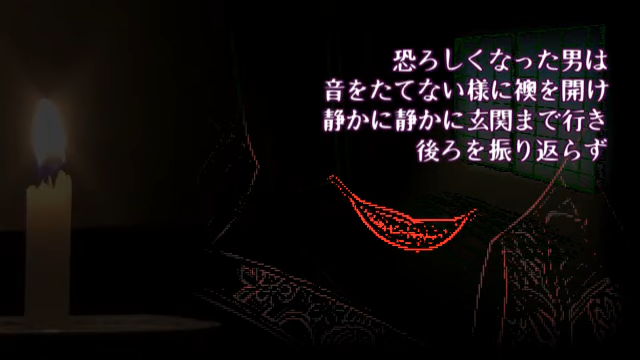 恐ろしくなった男は
音をたてない様に襖を開け
静かに静かに玄関まで行き
後ろを振り返らず